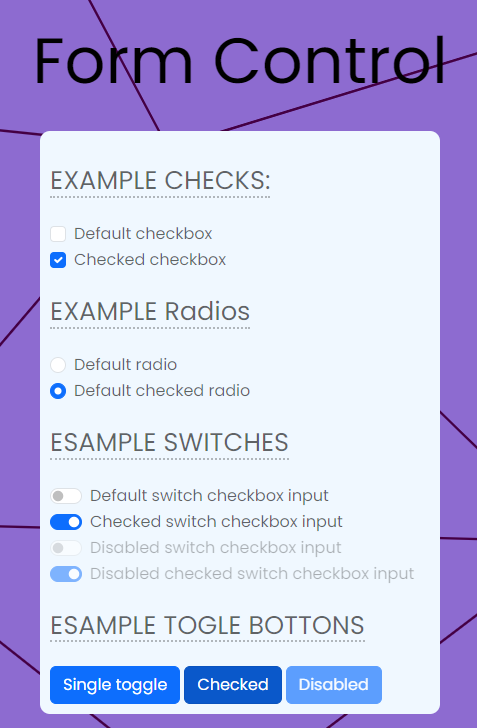 Form Control
EXAMPLE CHECKS:
Default checkbox
Checked checkbox
EXAMPLE Radios
Default radio
Default checked radio
ESAMPLE SWITCHES
Default switch checkbox input
Checked switch checkbox input
Disabled switch checkbox input
Disabled checked switch checkbox input
ESAMPLE TOGLE BOTTONS
Single toggle Checked Disabled